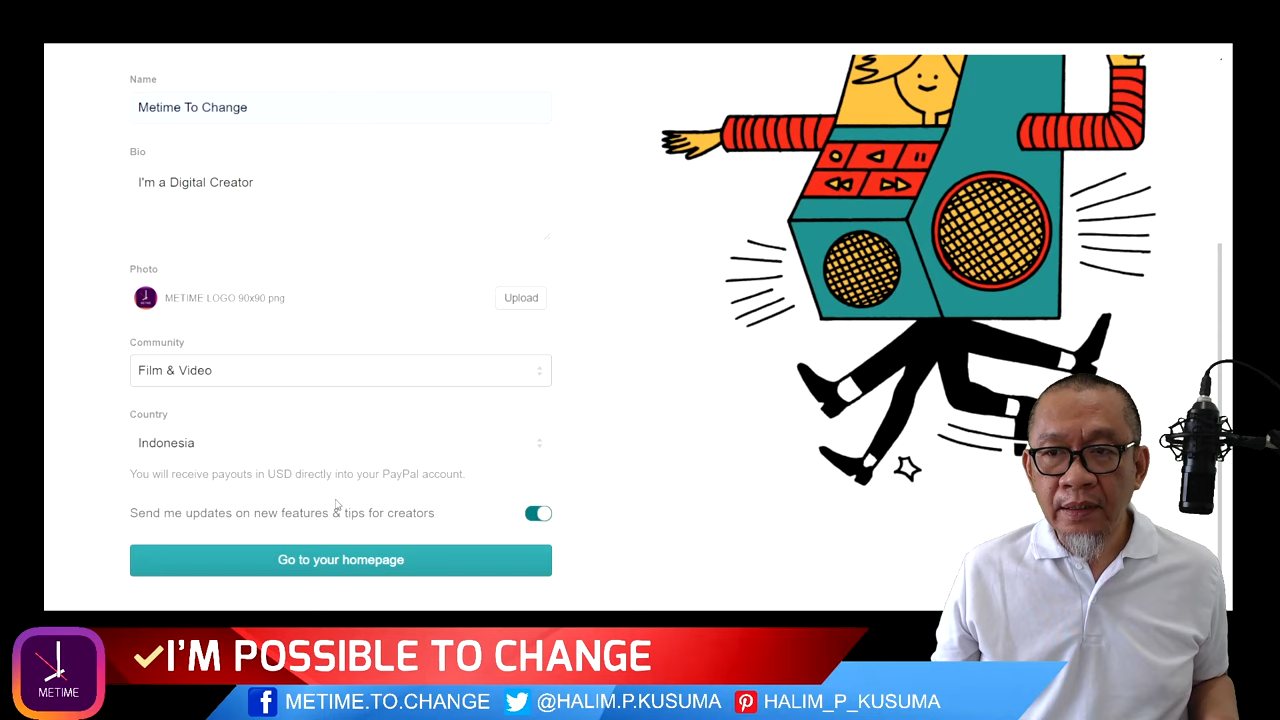 Name
Metime To Change
Bio
I'm a Digital Creator
Photo
METIME LOGO 90x90 png
Upload
Community
Film & Video
Country
Indonesia
You will receive payouts in USD directly into your PayPal account.
Send me updates on new features & tips for creators
Go to your homepage
I'M POSSIBLE TO CHANGE
METIME
METIME.TO.CHANGE @HALIM.P.KUSUMA HALIM_P_KUSUMA